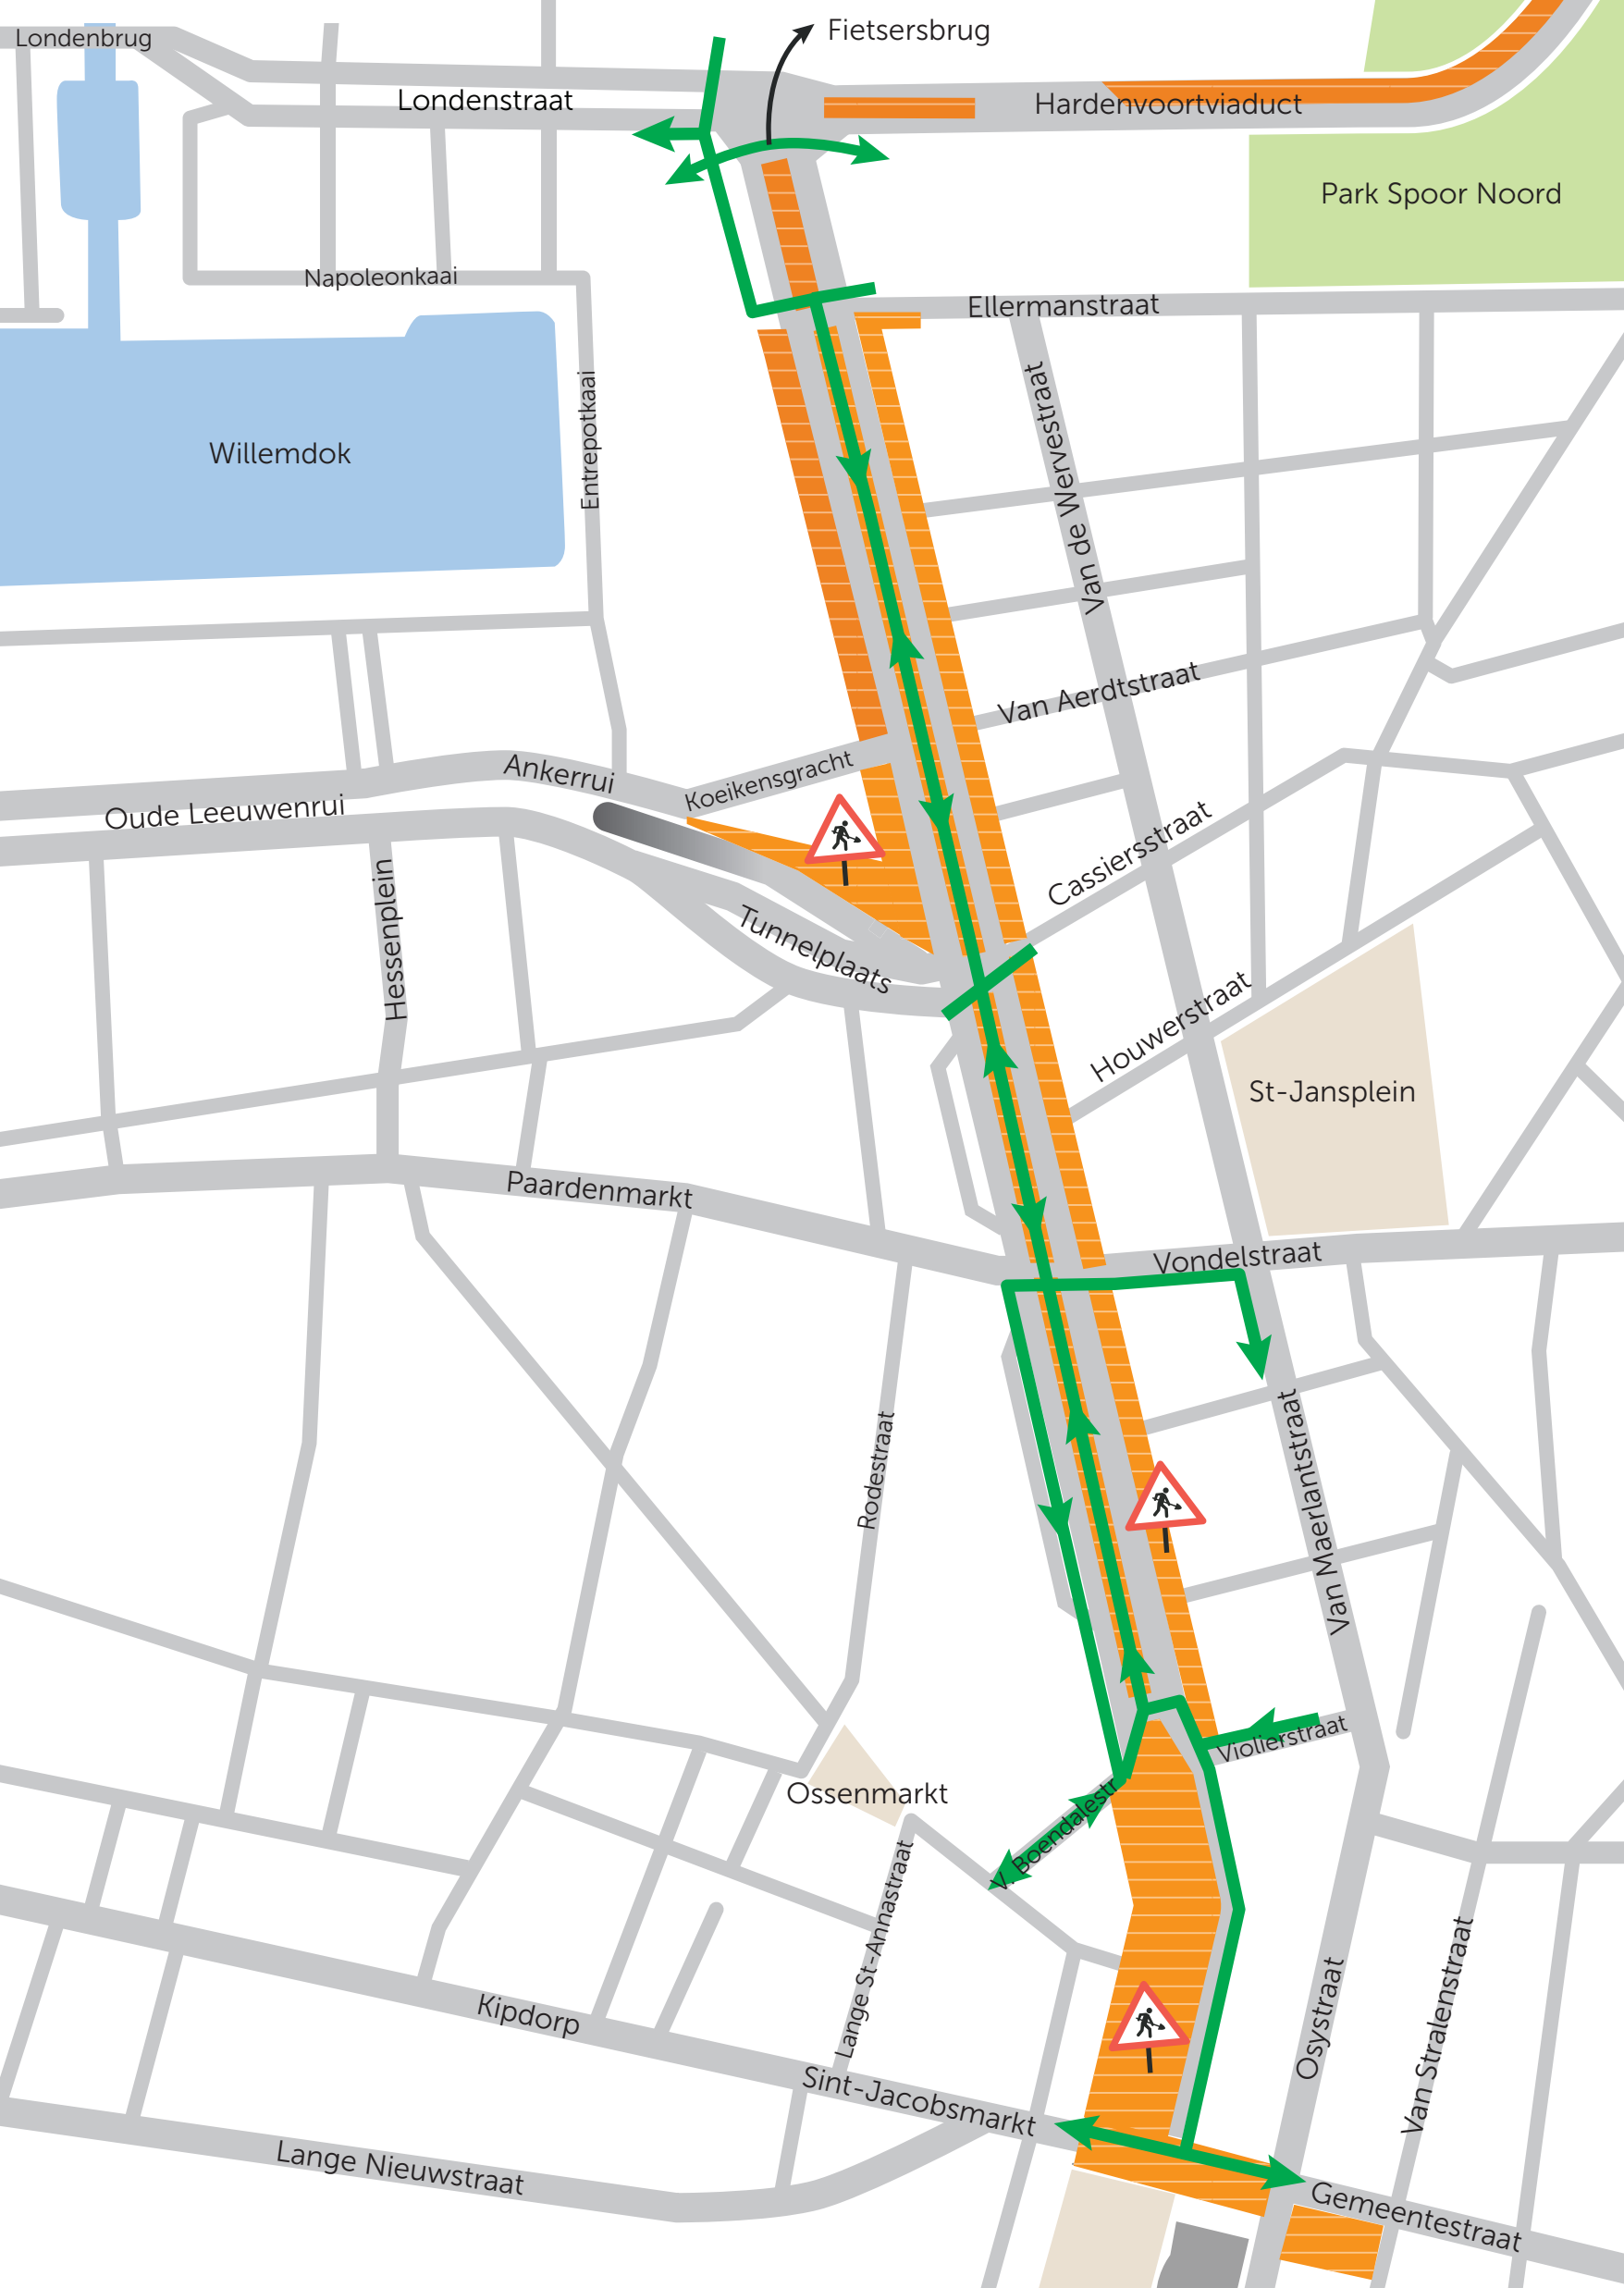 Londenbrug
Fietsersbrug
Londenstraat
Hardenvoortviaduct
Park Spoor Noord
Napoleonkaai
Ellermanstraat
Entrepotkaai
Willemdok
Van de Wervestraat
Van Aerdtstraat
Ankerrui
Koeikensgracht
Oude Leeuwenrui
Cassiersstraat
Hessenplein
Tunnelplaats
Houwerstraat
St-Jansplein
Paardenmarkt
Vondelstraat
Rodestraat
Van Maerlantstraat
Violierstraat
Ossenmarkt
V. Boendalestr.
Lange St-Annastraat
Osystraat
Van Stralenstraat
Kipdorp
Sint-Jacobsmarkt
Lange Nieuwstraat
Gemeentestraat